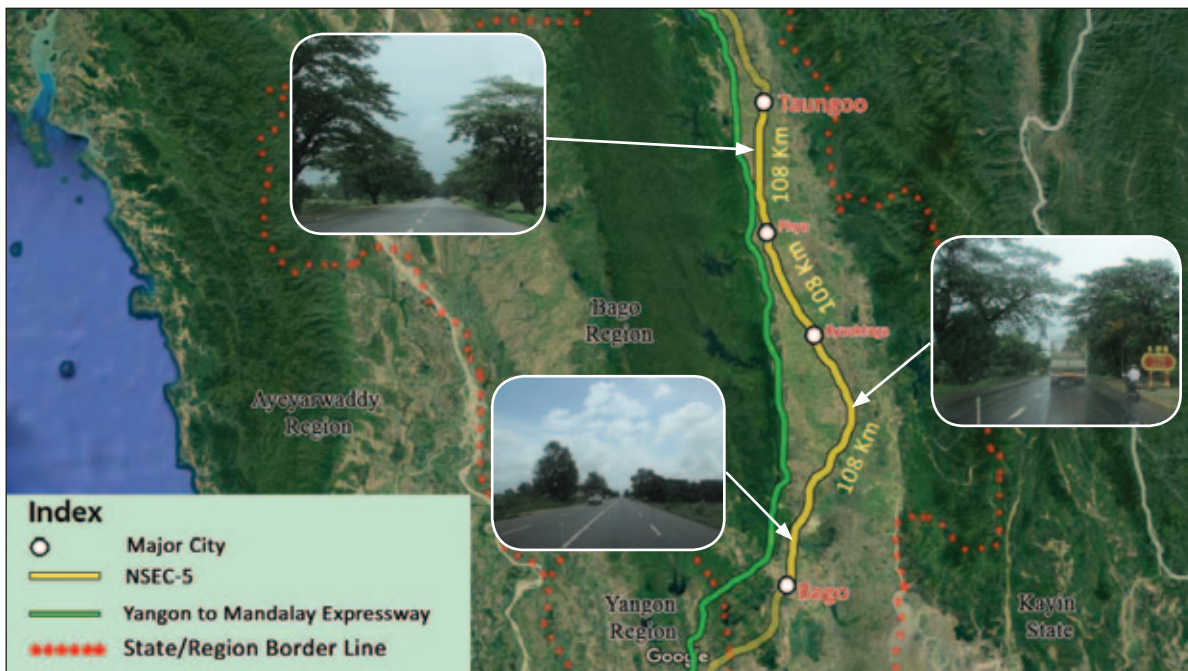 Taungoo
108 Km
Phyu
108 Km
Bago
Region
Ayeyarwaddy
Region
108 Km
Index
Major City
NSEC-5
Yangon to Mandalay Expressway
State/Region Border Line
Bago
Yangon
Region
Google
Kayin
State